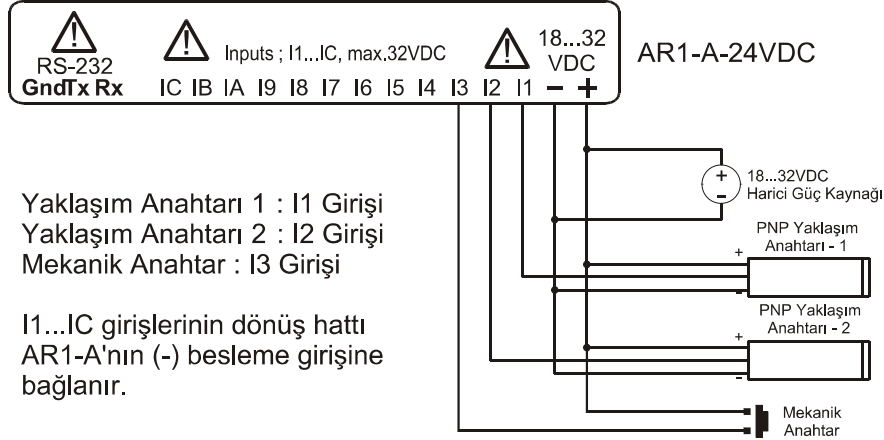 RS-232
GndTx Rx
Inputs ; I1...IC, max.32VDC
18...32
VDC
AR1-A-24VDC
IC IB IA I9 I8 I7 I6 I5 I4 I3 I2 I1 − +
Yaklaşım Anahtarı 1 : I1 Girişi
Yaklaşım Anahtarı 2 : I2 Girişi
Mekanik Anahtar : I3 Girişi
I1...IC girişlerinin dönüş hattı
AR1-A'nın (-) besleme girişine
bağlanır.
+
-
18...32VDC
Harici Güç Kaynağı
PNP Yaklaşım
Anahtarı - 1
+
-
PNP Yaklaşım
Anahtarı - 2
+
-
Mekanik
Anahtar